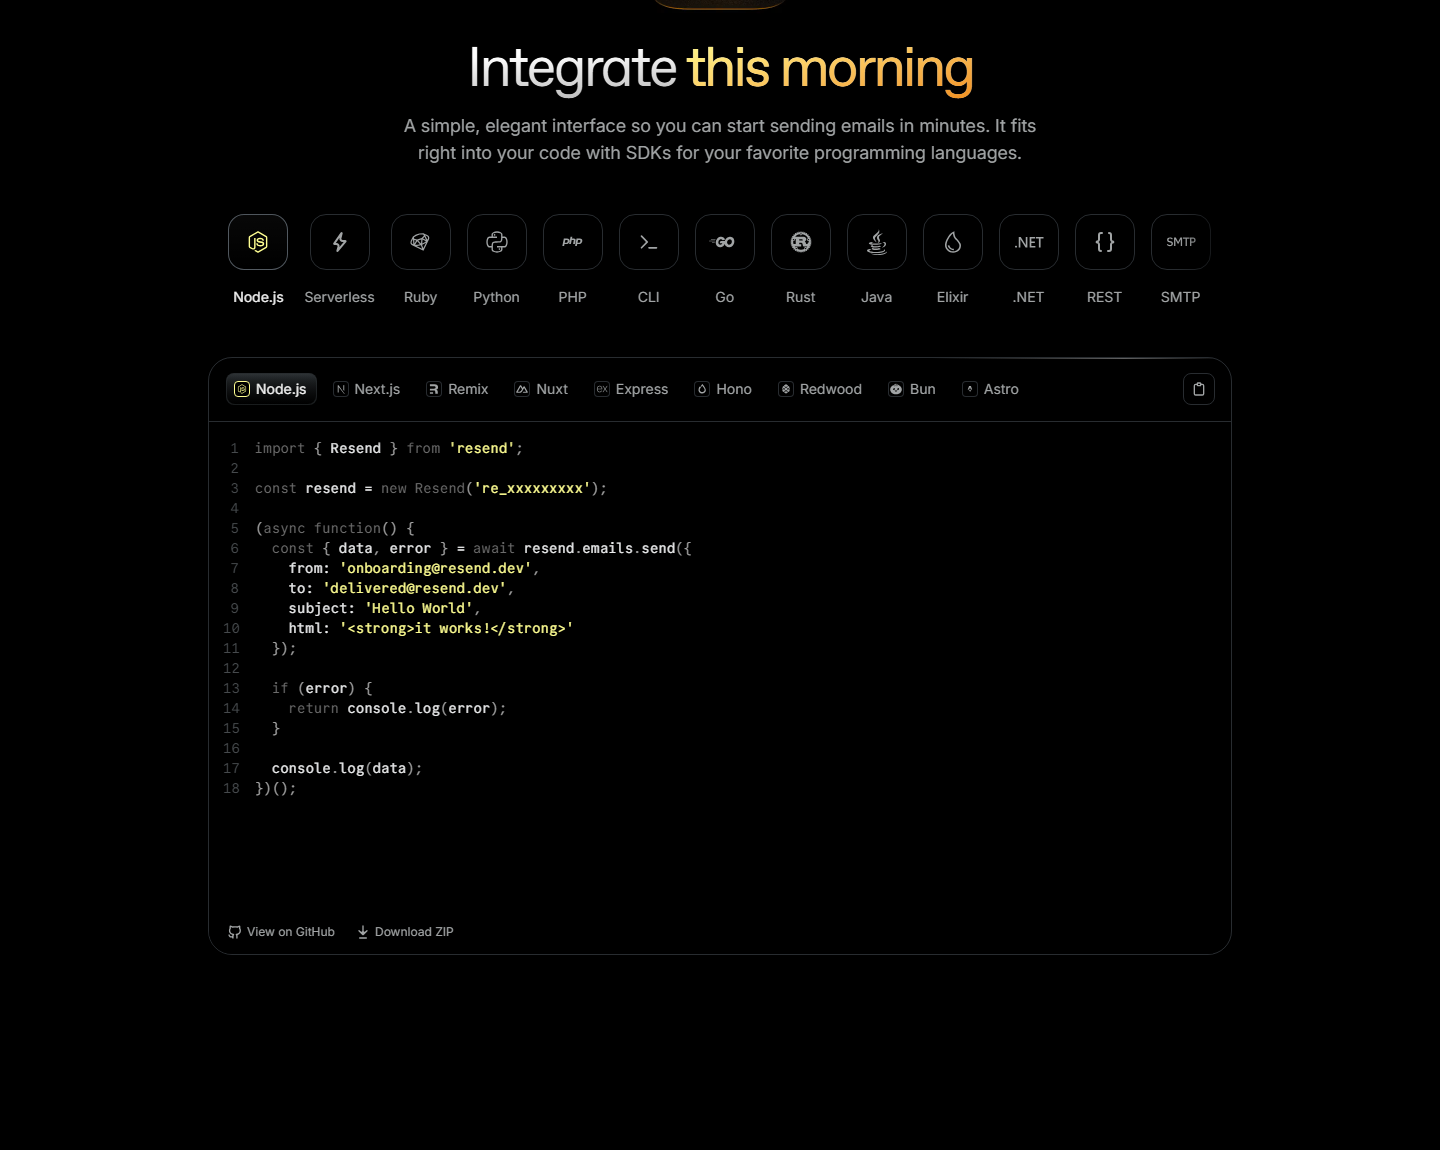 Integrate this morning
A simple, elegant interface so you can start sending emails in minutes. It fits
right into your code with SDKs for your favorite programming languages.
JS php GO R .NET {} SMTP
Node.js Serverless Ruby Python PHP CLI Go Rust Java Elixir .NET REST SMTP
Node.js Next.js Remix Nuxt ex Express Hono Redwood Bun Astro
1 import { Resend } from 'resend';
2
3 const resend = new Resend('re_xxxxxxxxx');
4
5 (async function() {
6   const { data, error } = await resend.emails.send({
7     from: 'onboarding@resend.dev',
8     to: 'delivered@resend.dev',
9     subject: 'Hello World',
10     html: '<strong>it works!</strong>'
11   });
12
13   if (error) {
14     return console.log(error);
15   }
16
17   console.log(data);
18 })();
View on GitHub Download ZIP